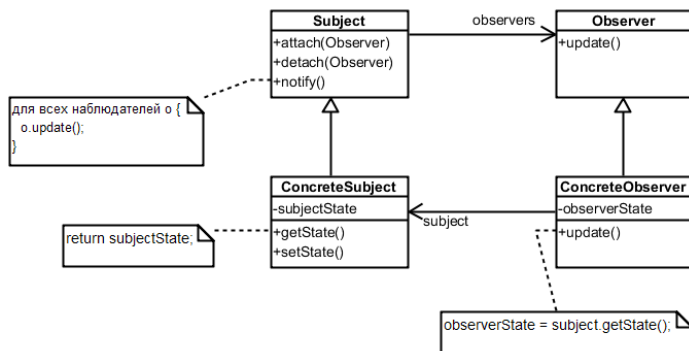 Subject
+attach(Observer)
+detach(Observer)
+notify()
observers
Observer
+update()
для всех наблюдателей o {
o.update();
}
ConcreteSubject
-subjectState
+getState()
+setState()
subject
ConcreteObserver
-observerState
+update()
return subjectState;
observerState = subject.getState();